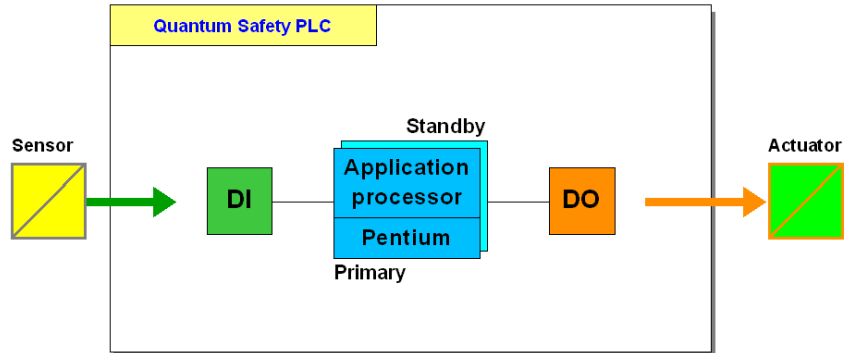 Quantum Safety PLC
Sensor
Standby
Actuator
Application
processor
DI
DO
Pentium
Primary